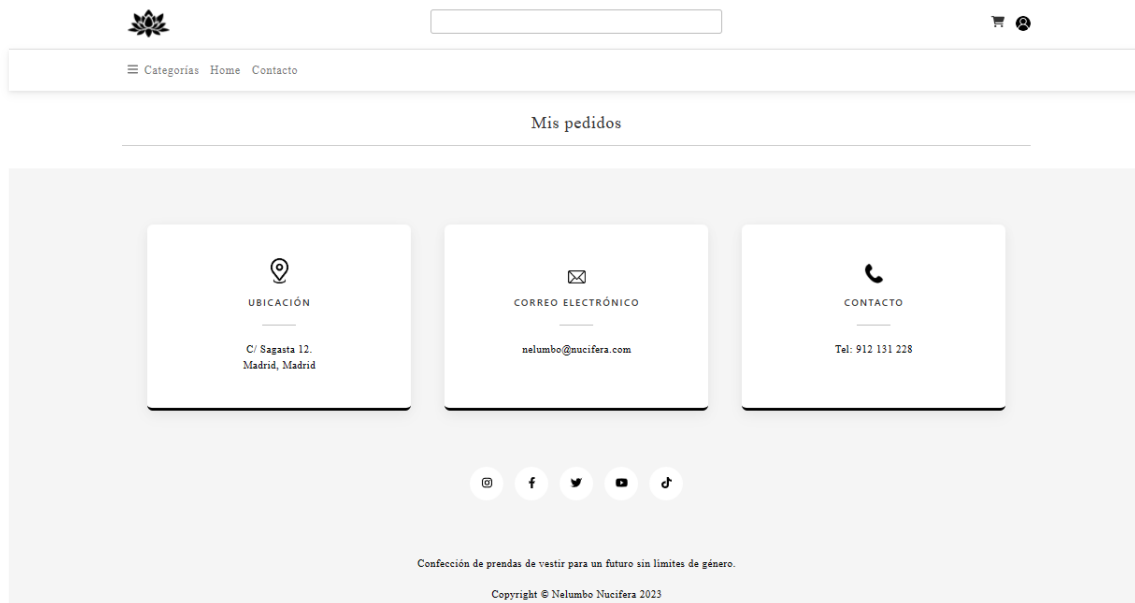 Categorías Home Contacto
Mis pedidos
UBICACIÓN
C/ Sagasta 12.
Madrid, Madrid
CORREO ELECTRÓNICO
nelumbo@nucifera.com
CONTACTO
Tel: 912 131 228
Confección de prendas de vestir para un futuro sin límites de género.
Copyright © Nelumbo Nucifera 2023